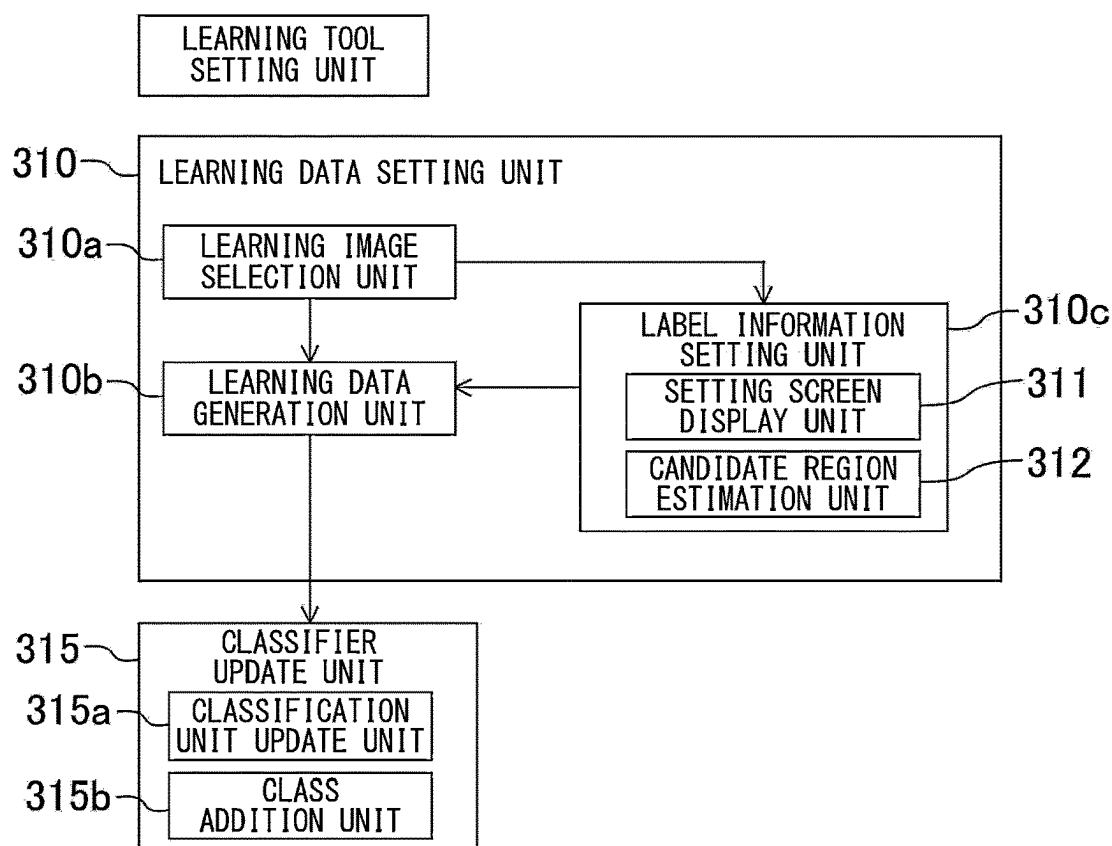 LEARNING TOOL
SETTING UNIT
310
LEARNING DATA SETTING UNIT
310a
LEARNING IMAGE
SELECTION UNIT
310b
LEARNING DATA
GENERATION UNIT
310c
LABEL INFORMATION
SETTING UNIT
311
SETTING SCREEN
DISPLAY UNIT
312
CANDIDATE REGION
ESTIMATION UNIT
315
CLASSIFIER
UPDATE UNIT
315a
CLASSIFICATION
UNIT UPDATE UNIT
315b
CLASS
ADDITION UNIT